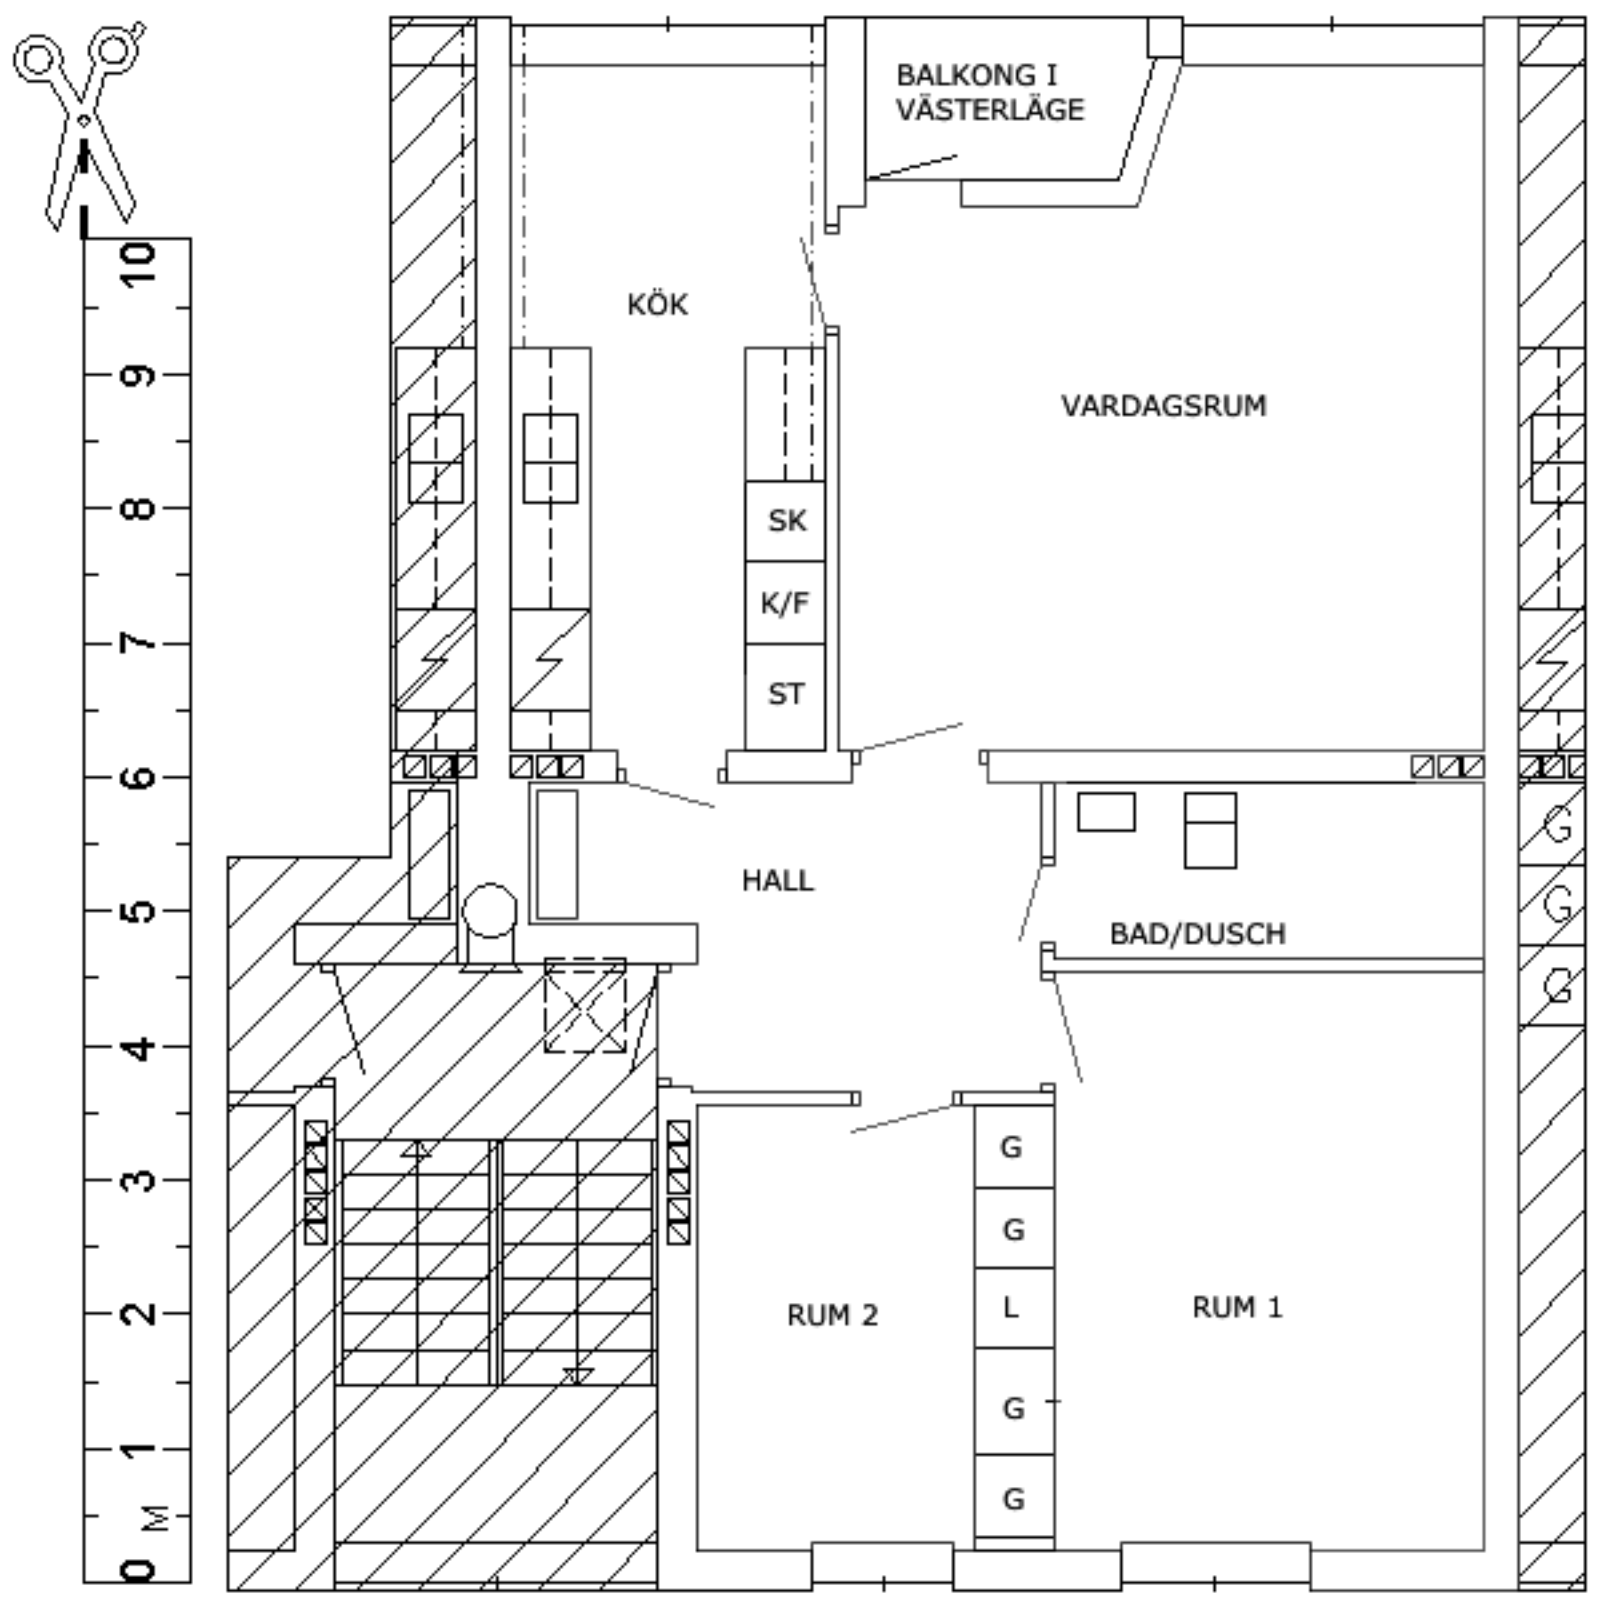 BALKONG I
VÄSTERLÄGE
10
KÖK
9
VARDAGSRUM
8
SK
K/F
7
ST
6
G
HALL
5
G
BAD/DUSCH
G
4
G
3
G
2
L
RUM 2
RUM 1
G
1
G
M
0